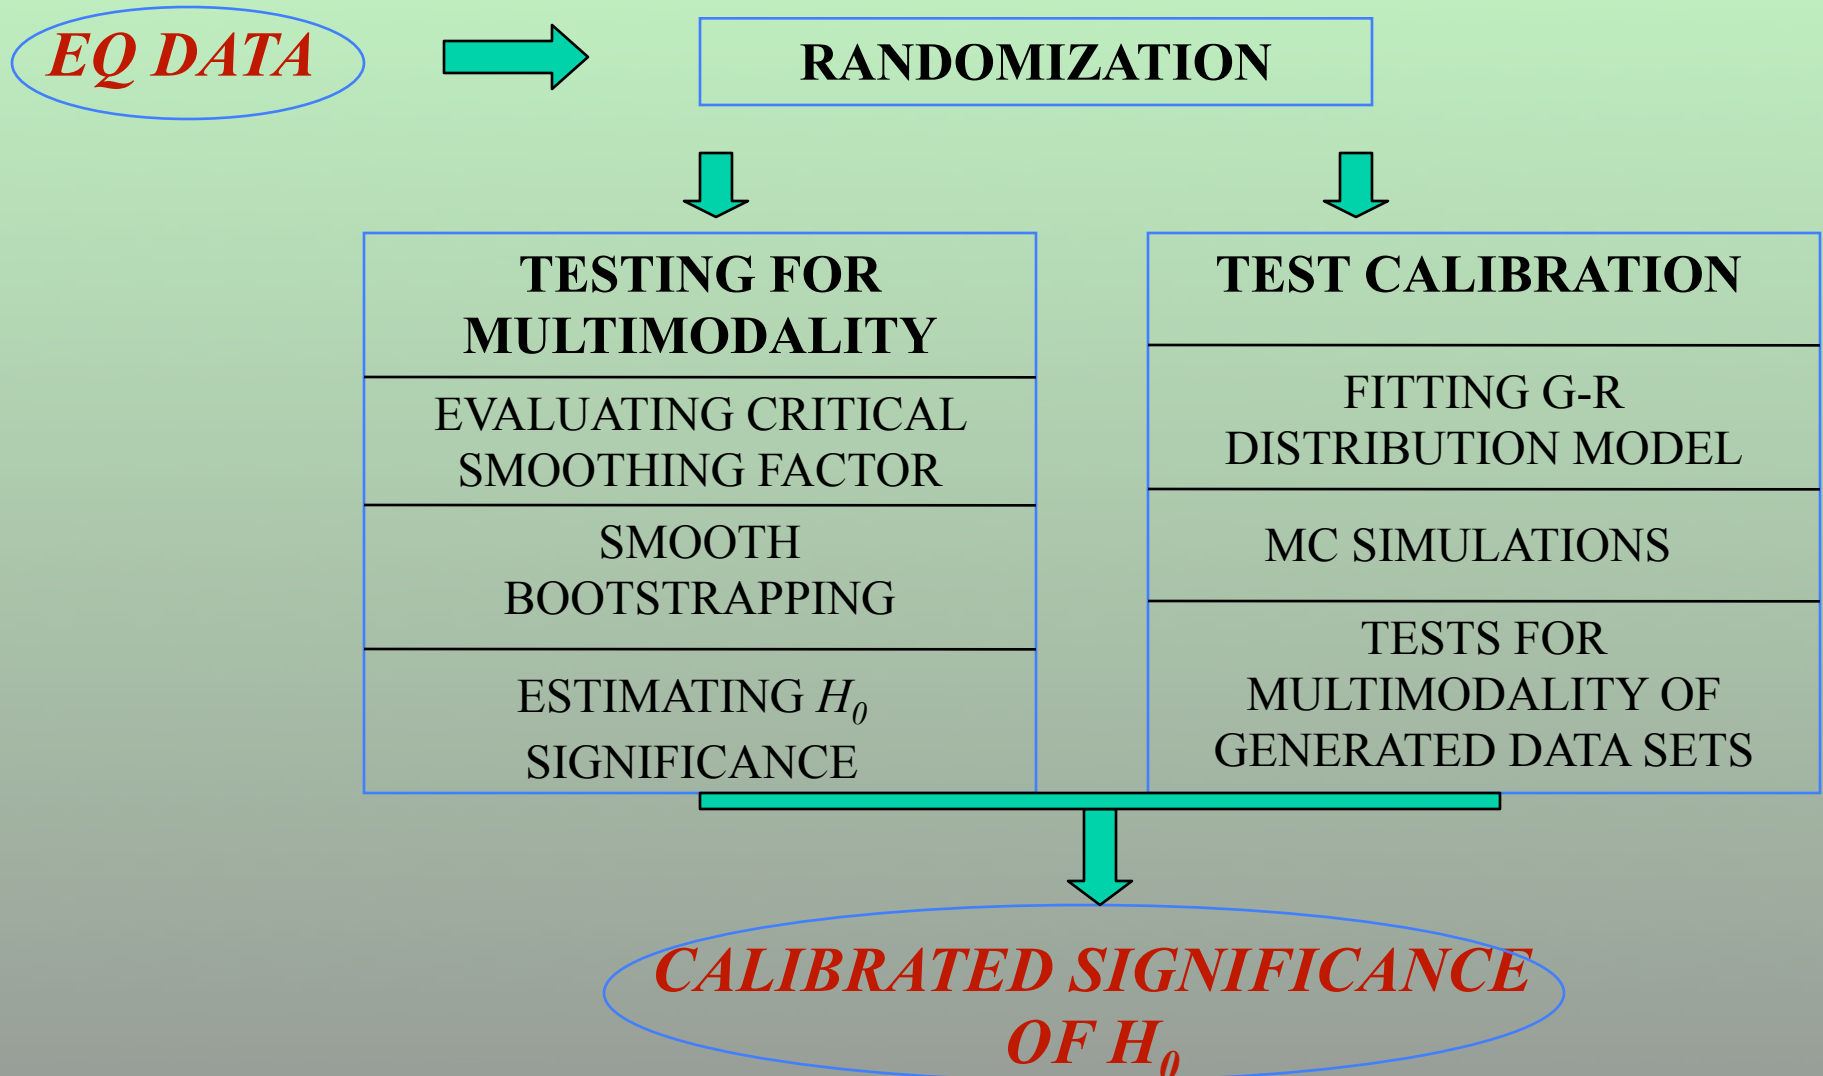 EQ DATA
RANDOMIZATION
TESTING FOR
MULTIMODALITY
EVALUATING CRITICAL
SMOOTHING FACTOR
SMOOTH
BOOTSTRAPPING
ESTIMATING H₀
SIGNIFICANCE
TEST CALIBRATION
FITTING G-R
DISTRIBUTION MODEL
MC SIMULATIONS
TESTS FOR
MULTIMODALITY OF
GENERATED DATA SETS
CALIBRATED SIGNIFICANCE
OF H₀